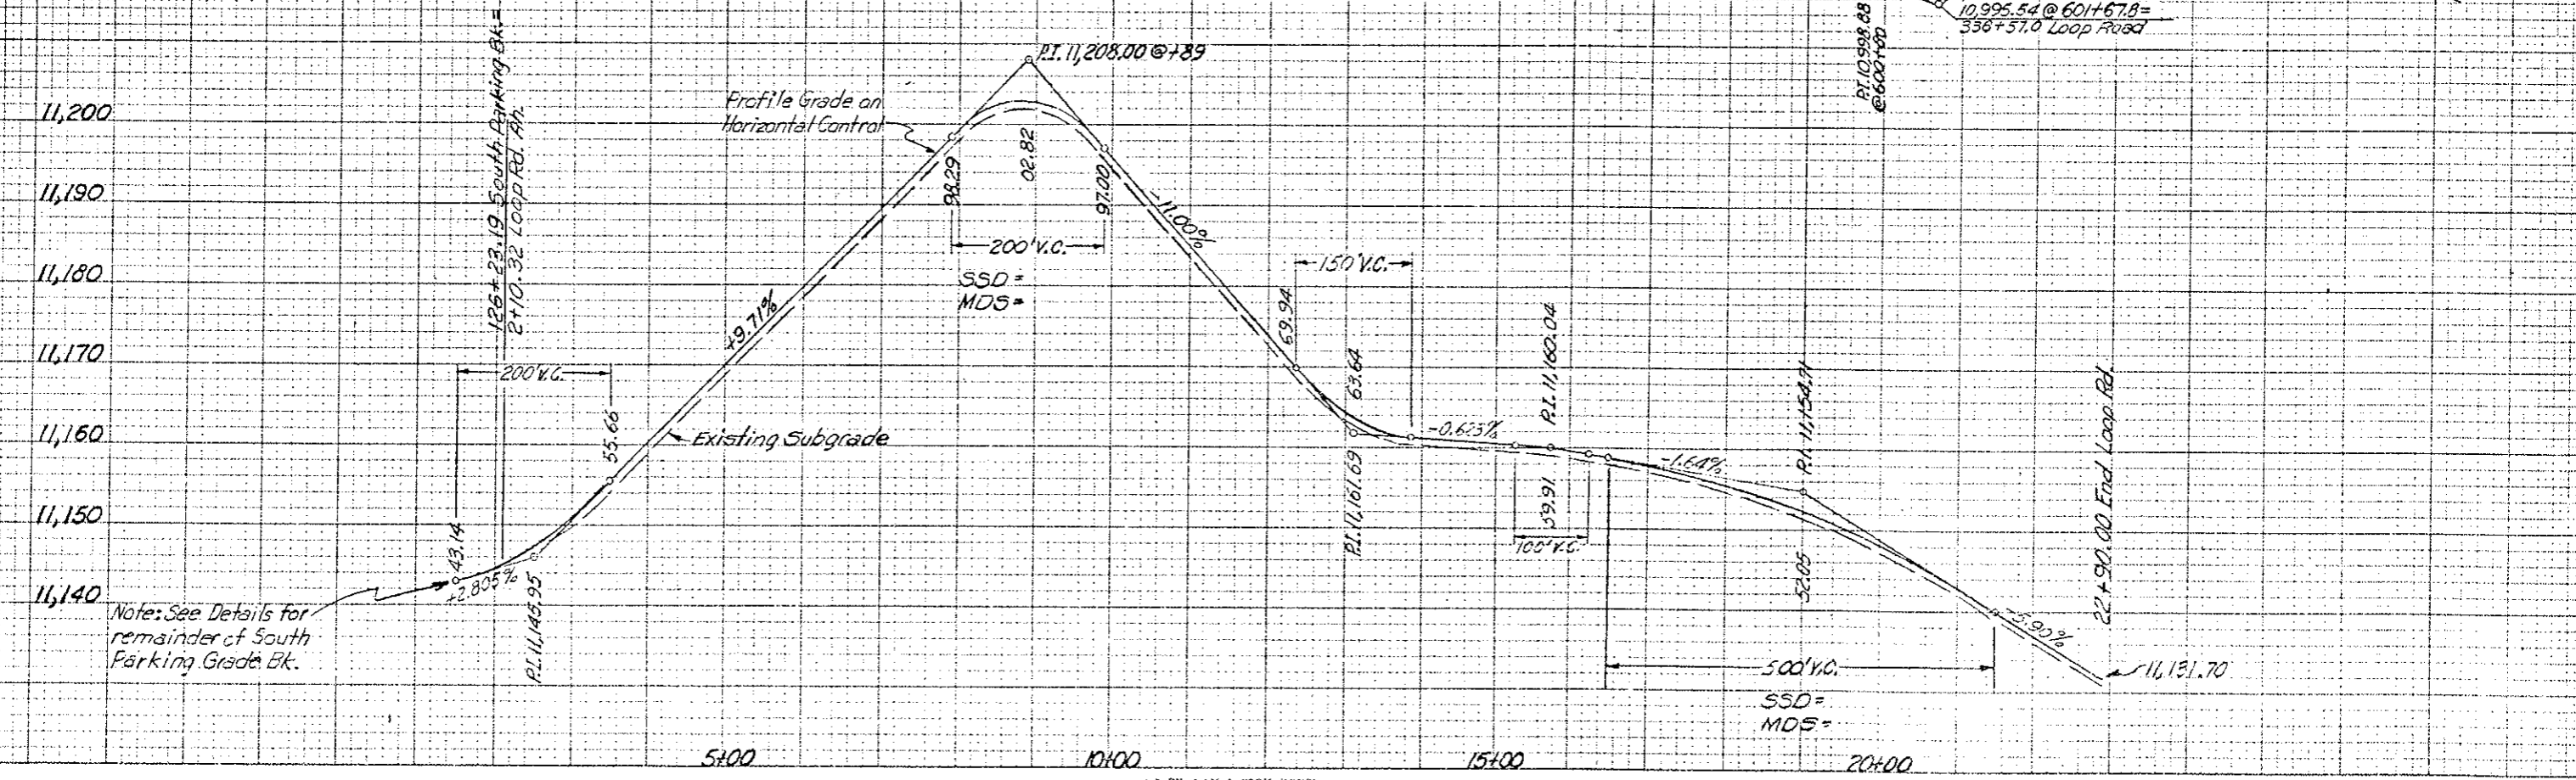 10,995.54 @ 601+67.8=
336+57.0 Loop Road
P.I. 10,998.88
@ 600+00
P.I. 11,208.00 @ +89
Profile Grade on
Horizontal Control
126+23.19 South Parking Bk.=
2+10.32 Loop Rd. Ah.
11,200
11,190
11,180
11,170
11,160
11,150
11,140
98.29
02.82
97.00
-11.00%
200' V.C.
SSD=
MDS=
150' V.C.
+9.71%
69.94
63.64
P.I. 11,160.04
200' V.C.
55.66
Existing Subgrade
-0.623%
-1.64%
P.I. 11,154.71
22+90.00 End Loop Rd.
P.I. 11,161.69
59.91
100' V.C.
43.14
+2.805%
P.I. 11,145.95
52.05
-5.90%
Note: See Details for
remainder of South
Parking Grade Bk.
500' V.C.
SSD=
MDS=
11,131.70
5+00
10+00
15+00
20+00